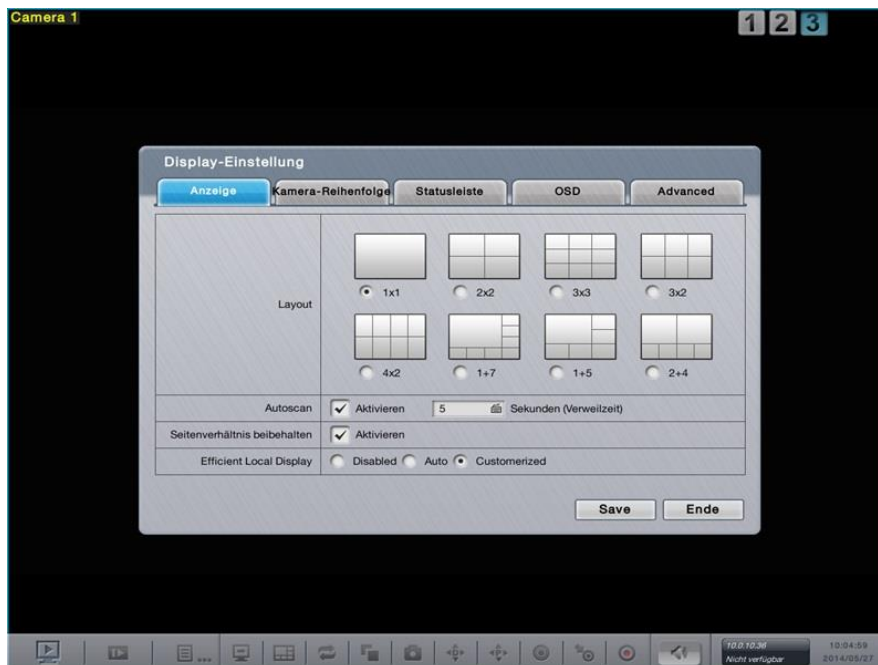 Camera 1
1 2 3
Display-Einstellung
Anzeige Kamera-Reihenfolge Statusleiste OSD Advanced
Layout
1x1 2x2 3x3 3x2
4x2 1+7 1+5 2+4
Autoscan Aktivieren 5 Sekunden (Verweilzeit)
Seitenverhältnis beibehalten Aktivieren
Efficient Local Display Disabled Auto Customerized
Save Ende
10.0.10.36 10:04:59
Nicht verfügbar 2014/05/27